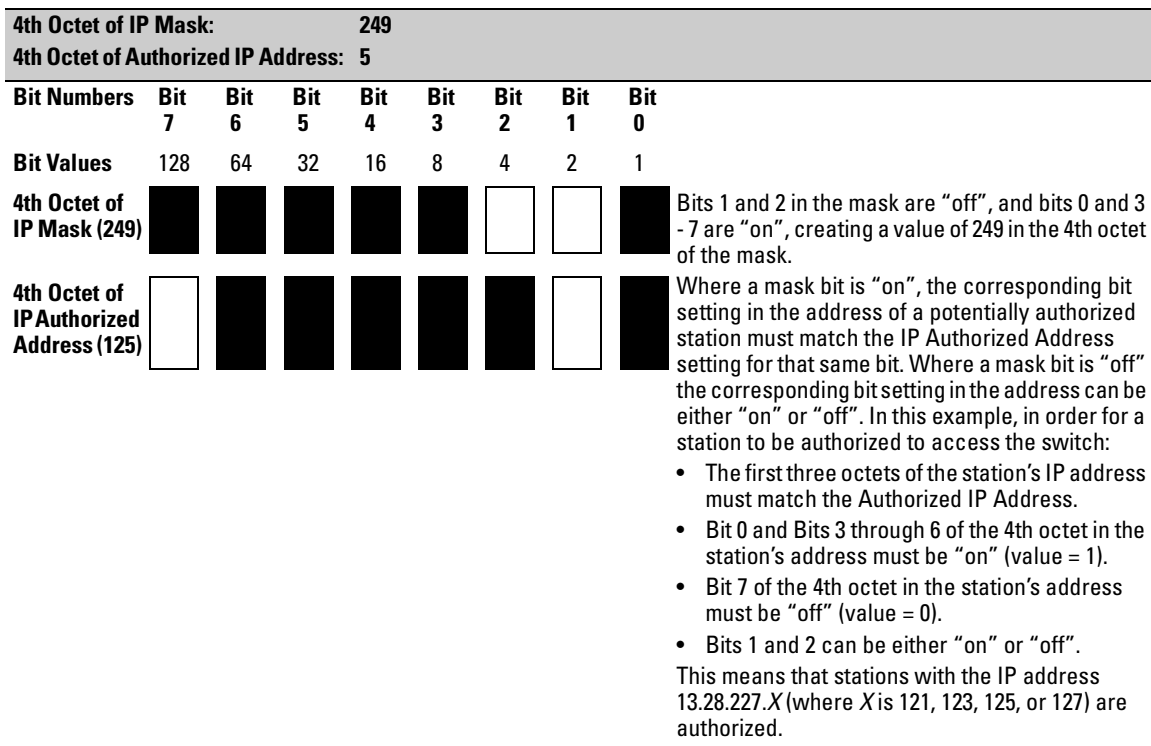 4th Octet of IP Mask: 249
4th Octet of Authorized IP Address: 5
Bit Numbers Bit Bit Bit Bit Bit Bit Bit Bit
7 6 5 4 3 2 1 0
Bit Values 128 64 32 16 8 4 2 1
4th Octet of
IP Mask (249)
Bits 1 and 2 in the mask are “off”, and bits 0 and 3
- 7 are “on”, creating a value of 249 in the 4th octet
of the mask.
4th Octet of
IP Authorized
Address (125)
Where a mask bit is “on”, the corresponding bit
setting in the address of a potentially authorized
station must match the IP Authorized Address
setting for that same bit. Where a mask bit is “off”
the corresponding bit setting in the address can be
either “on” or “off”. In this example, in order for a
station to be authorized to access the switch:
• The first three octets of the station’s IP address
must match the Authorized IP Address.
• Bit 0 and Bits 3 through 6 of the 4th octet in the
station’s address must be “on” (value = 1).
• Bit 7 of the 4th octet in the station’s address
must be “off” (value = 0).
• Bits 1 and 2 can be either “on” or “off”.
This means that stations with the IP address
13.28.227.X (where X is 121, 123, 125, or 127) are
authorized.